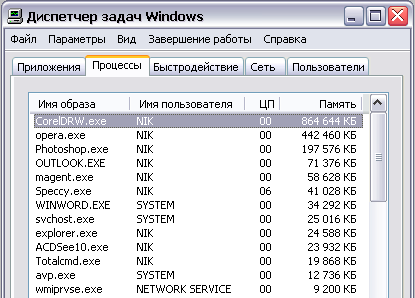 Диспетчер задач Windows
Файл Параметры Вид Завершение работы Справка
Приложения Процессы Быстродействие Сеть Пользователи
Имя образа Имя пользователя ЦП Память
CorelDRW.exe NIK 00 864 644 КБ
opera.exe NIK 00 442 460 КБ
Photoshop.exe NIK 00 197 576 КБ
OUTLOOK.EXE NIK 00 71 376 КБ
magent.exe NIK 00 58 628 КБ
Speccy.exe NIK 06 41 028 КБ
WINWORD.EXE SYSTEM 00 34 292 КБ
svchost.exe SYSTEM 00 25 016 КБ
explorer.exe NIK 00 24 588 КБ
ACDSee10.exe NIK 00 23 932 КБ
Totalcmd.exe NIK 00 19 868 КБ
avp.exe SYSTEM 00 12 736 КБ
wmiprvse.exe NETWORK SERVICE 00 9 200 КБ